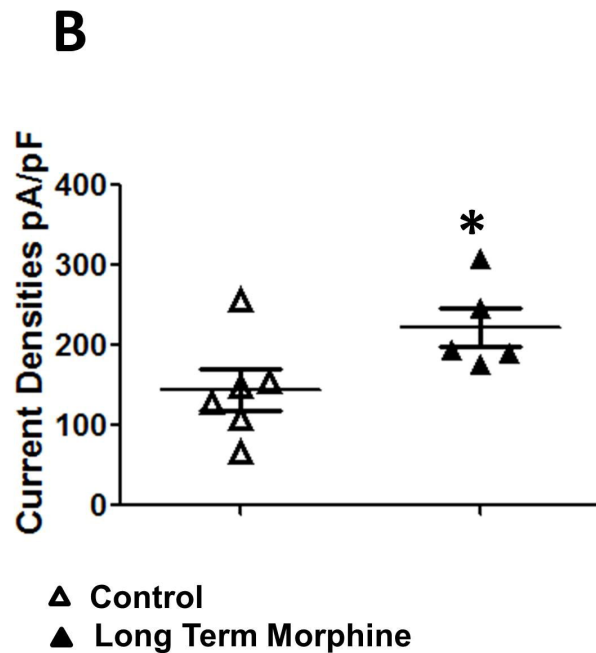 B
Current Densities pA/pF
400
300
200
100
0
*
Control
Long Term Morphine